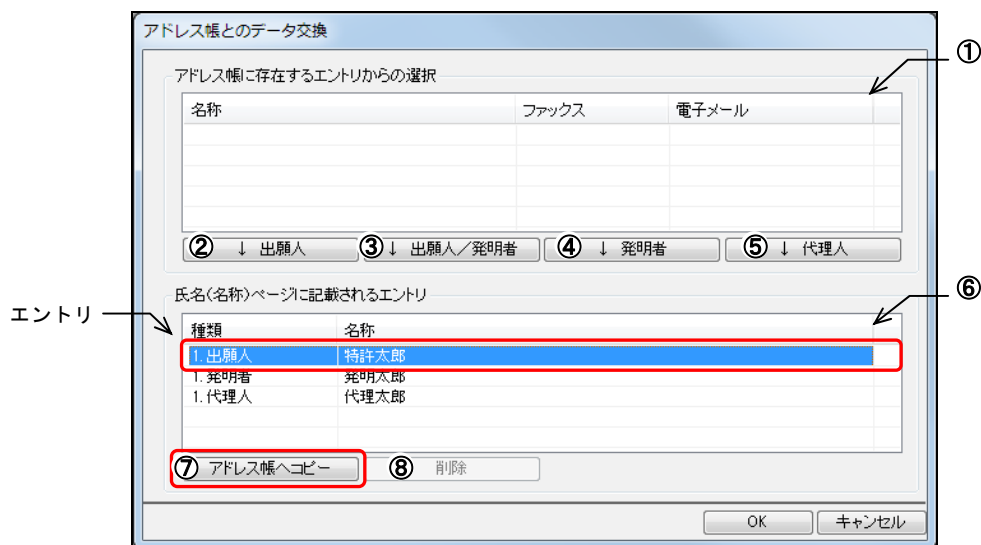 アドレス帳とのデータ交換
①
アドレス帳に存在するエントリからの選択
名称 ファックス 電子メール
② ↓ 出願人 ③ ↓ 出願人／発明者 ④ ↓ 発明者 ⑤ ↓ 代理人
⑥
氏名(名称)ページに記載されるエントリ
エントリ
種類 名称
1.出願人 特許太郎
1.発明者 発明太郎
1.代理人 代理太郎
⑦ アドレス帳へコピー ⑧ 削除
OK キャンセル